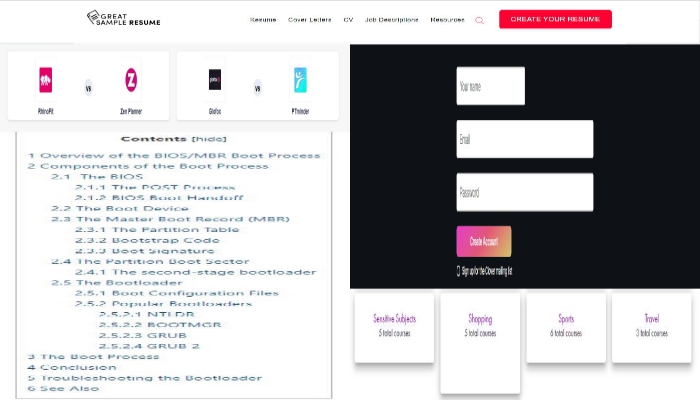 GREAT
SAMPLE RESUME
Resume Cover Letters CV Job Descriptions Resources
CREATE YOUR RESUME
VS
RhinoFit Zen Planner
VS
Glofox PTminder
Contents [hide]
1 Overview of the BIOS/MBR Boot Process
2 Components of the Boot Process
2.1 The BIOS
2.1.1 The POST Process
2.1.2 BIOS Boot Handoff
2.2 The Boot Device
2.3 The Master Boot Record (MBR)
2.3.1 The Partition Table
2.3.2 Bootstrap Code
2.3.3 Boot Signature
2.4 The Partition Boot Sector
2.4.1 The second-stage bootloader
2.5 The Bootloader
2.5.1 Boot Configuration Files
2.5.2 Popular Bootloaders
2.5.2.1 NTLDR
2.5.2.2 BOOTMGR
2.5.2.3 GRUB
2.5.2.4 GRUB 2
3 The Boot Process
4 Conclusion
5 Troubleshooting the Bootloader
6 See Also
Your name
Email
Password
Create Account
Sign up for the Clover mailing list
Sensitive Subjects
5 total courses
Shopping
5 total courses
Sports
6 total courses
Travel
3 total courses